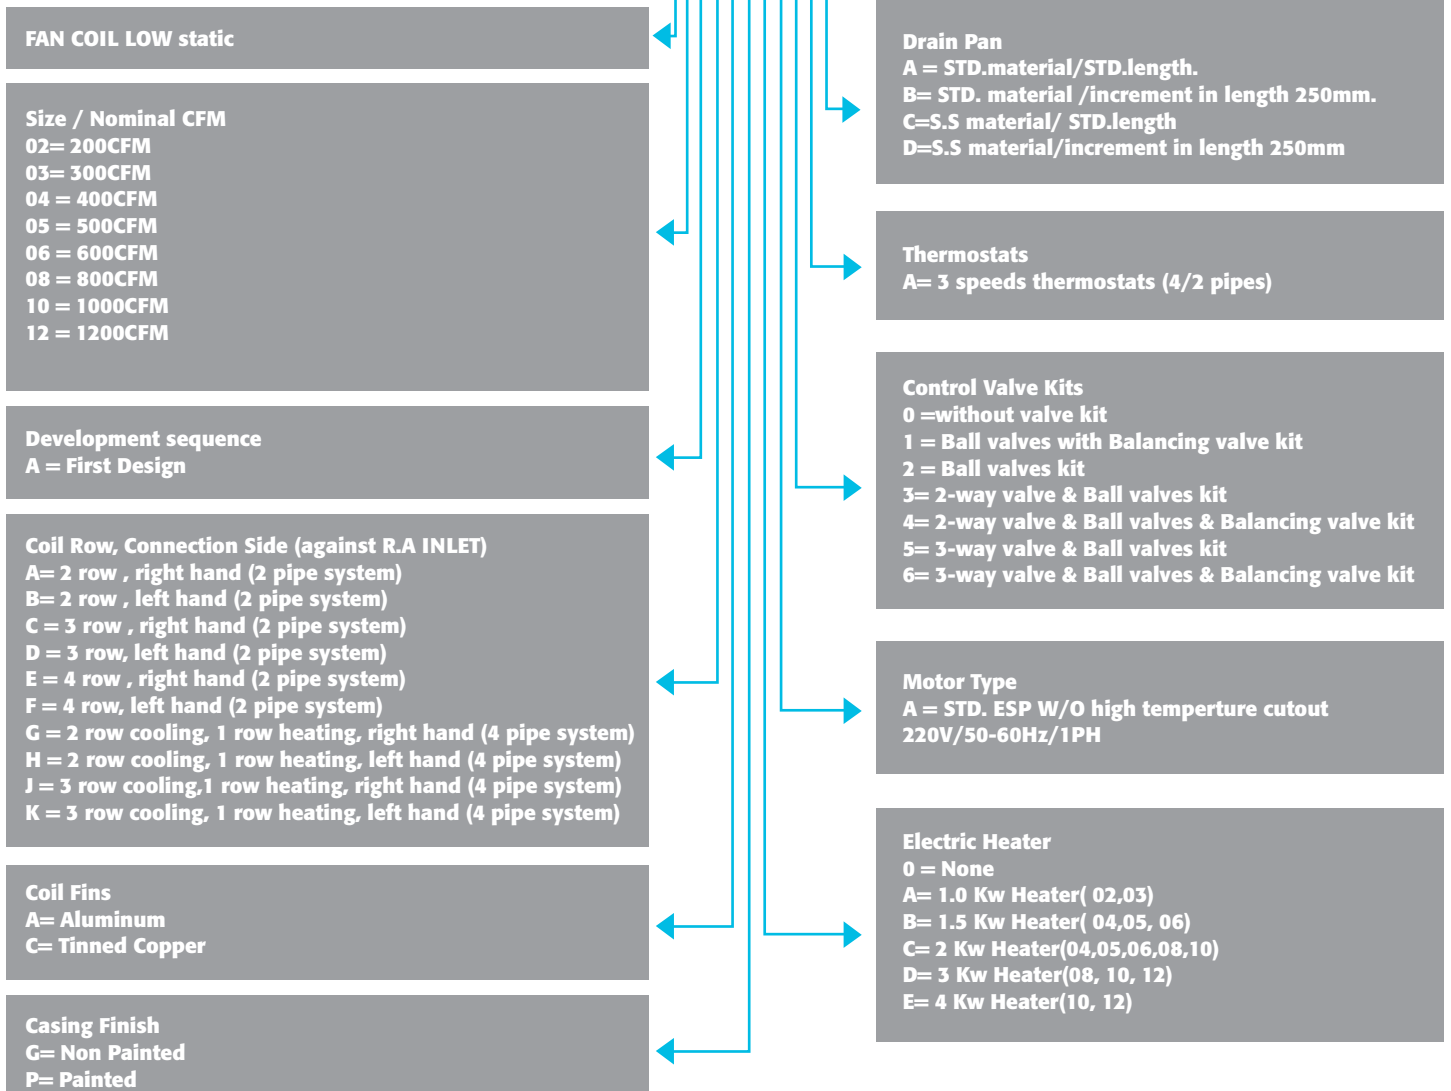 FAN COIL LOW static
Size / Nominal CFM
02= 200CFM
03= 300CFM
04 = 400CFM
05 = 500CFM
06 = 600CFM
08 = 800CFM
10 = 1000CFM
12 = 1200CFM
Development sequence
A = First Design
Coil Row, Connection Side (against R.A INLET)
A= 2 row , right hand (2 pipe system)
B= 2 row , left hand (2 pipe system)
C = 3 row , right hand (2 pipe system)
D = 3 row, left hand (2 pipe system)
E = 4 row , right hand (2 pipe system)
F = 4 row, left hand (2 pipe system)
G = 2 row cooling, 1 row heating, right hand (4 pipe system)
H = 2 row cooling, 1 row heating, left hand (4 pipe system)
J = 3 row cooling,1 row heating, right hand (4 pipe system)
K = 3 row cooling, 1 row heating, left hand (4 pipe system)
Coil Fins
A= Aluminum
C= Tinned Copper
Casing Finish
G= Non Painted
P= Painted
Drain Pan
A = STD.material/STD.length.
B= STD. material /increment in length 250mm.
C=S.S material/ STD.length
D=S.S material/increment in length 250mm
Thermostats
A= 3 speeds thermostats (4/2 pipes)
Control Valve Kits
0 =without valve kit
1 = Ball valves with Balancing valve kit
2 = Ball valves kit
3= 2-way valve & Ball valves kit
4= 2-way valve & Ball valves & Balancing valve kit
5= 3-way valve & Ball valves kit
6= 3-way valve & Ball valves & Balancing valve kit
Motor Type
A = STD. ESP W/O high temperture cutout
220V/50-60Hz/1PH
Electric Heater
0 = None
A= 1.0 Kw Heater( 02,03)
B= 1.5 Kw Heater( 04,05, 06)
C= 2 Kw Heater(04,05,06,08,10)
D= 3 Kw Heater(08, 10, 12)
E= 4 Kw Heater(10, 12)